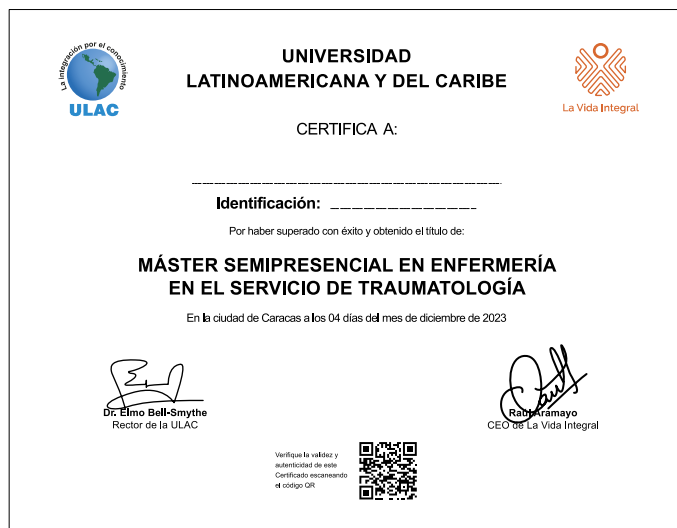 La integración por el conocimiento
ULAC
UNIVERSIDAD
LATINOAMERICANA Y DEL CARIBE
La Vida Integral
CERTIFICA A:
Identificación:
Por haber superado con éxito y obtenido el título de:
MÁSTER SEMIPRESENCIAL EN ENFERMERÍA
EN EL SERVICIO DE TRAUMATOLOGÍA
En la ciudad de Caracas a los 04 días del mes de diciembre de 2023
Dr. Elmo Bell-Smythe
Rector de la ULAC
Raúl Aramayo
CEO de La Vida Integral
Verifique la validez y
autenticidad de este
Certificado escaneando
el código QR